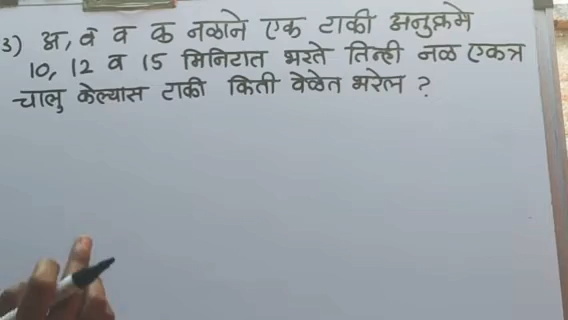 3) अ, व व क नळाने एक टाकी अनुक्रमे
10, 12 व 15 मिनिटात भरते तिन्ही नळ एकत्र
चालु केल्यास टाकी किती वेळेत भरेल ?